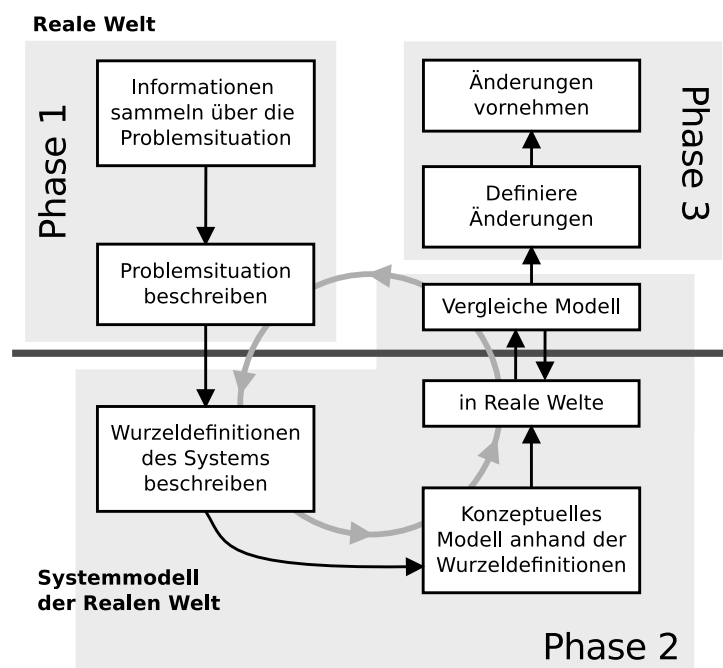 Reale Welt
Phase 1
Informationen
sammeln über die
Problemsituation
Problemsituation
beschreiben
Wurzeldefinitionen
des Systems
beschreiben
Systemmodell
der Realen Welt
Phase 2
Konzeptuelles
Modell anhand der
Wurzeldefinitionen
in Reale Welte
Vergleiche Modell
Definiere
Änderungen
Änderungen
vornehmen
Phase 3